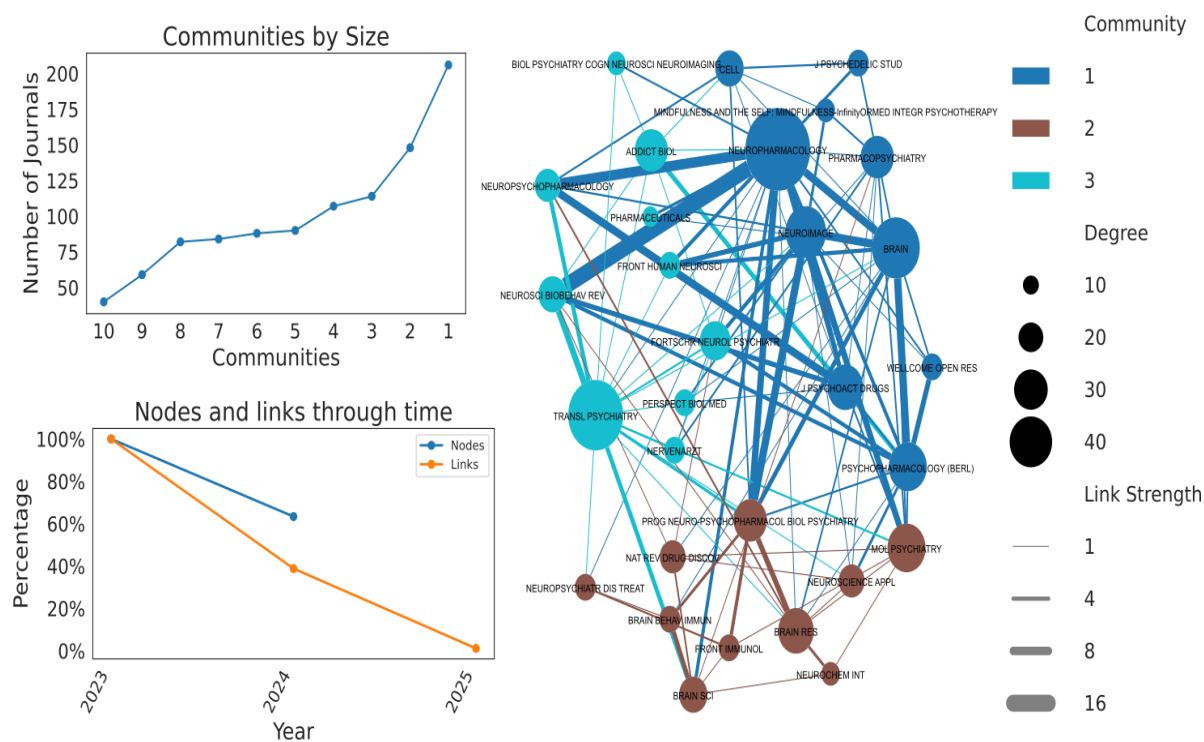 Communities by Size
Number of Journals
200
175
150
125
100
75
50
10 9 8 7 6 5 4 3 2 1
Communities
Nodes and links through time
Percentage
100%
80%
60%
40%
20%
0%
Nodes
Links
2023 2024 2025
Year
BIOL PSYCHIATRY COGN NEUROSCI NEUROIMAGING
CELL
J PSYCHEDELIC STUD
MINDFULNESS AND THE SELF: MINDFULNESS-InfinityORMED INTEGR PSYCHOTHERAPY
ADDICT BIOL
NEUROPHARMACOLOGY
PHARMACOPSYCHIATRY
NEUROPSYCHOPHARMACOLOGY
PHARMACEUTICALS
NEUROIMAGE
BRAIN
FRONT HUMAN NEUROSCI
NEUROSCI BIOBEHAV REV
FORTSCHR NEUROL PSYCHIATR
WELLCOME OPEN RES
J PSYCHOACT DRUGS
PERSPECT BIOL MED
TRANSL PSYCHIATRY
NERVENARZT
PSYCHOPHARMACOLOGY (BERL)
PROG NEURO-PSYCHOPHARMACOL BIOL PSYCHIATRY
MOL PSYCHIATRY
NAT REV DRUG DISCOV
NEUROSCIENCE APPL
NEUROPSYCHIATR DIS TREAT
BRAIN BEHAV IMMUN
BRAIN RES
FRONT IMMUNOL
NEUROCHEM INT
BRAIN SCI
Community
1
2
3
Degree
10
20
30
40
Link Strength
1
4
8
16